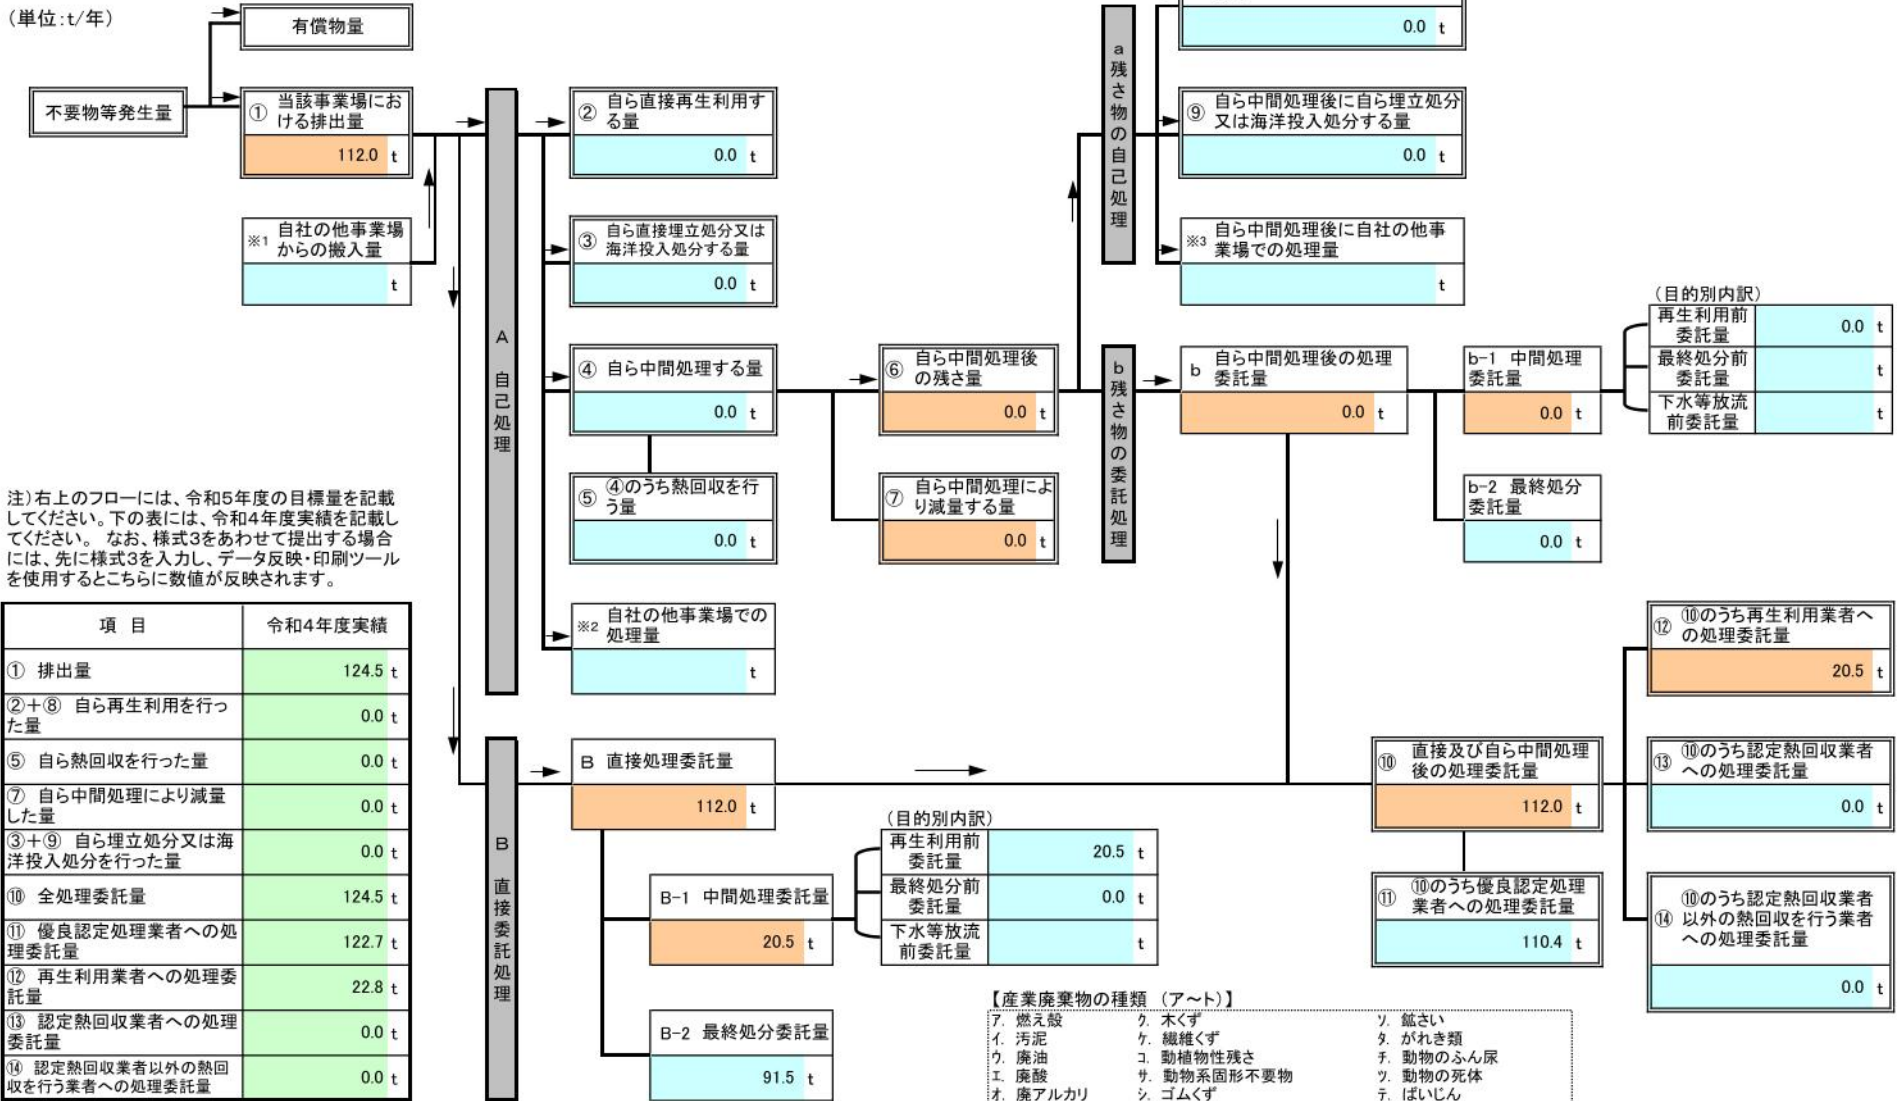 (単位:t/年)
有償物量
不要物等発生量
① 当該事業場にお
ける排出量
112.0 t
※1 自社の他事業場
からの搬入量
t
A 自己処理
② 自ら直接再生利用す
る量
0.0 t
③ 自ら直接埋立処分又は
海洋投入処分する量
0.0 t
④ 自ら中間処理する量
0.0 t
⑤ ④のうち熱回収を行
う量
0.0 t
※2 自社の他事業場での
処理量
t
⑥ 自ら中間処理後
の残さ量
0.0 t
⑦ 自ら中間処理によ
り減量する量
0.0 t
a 残さ物の自己処理
0.0 t
⑨ 自ら中間処理後に自ら埋立処分
又は海洋投入処分する量
0.0 t
※3 自ら中間処理後に自社の他事
業場での処理量
t
b 残さ物の委託処理
b 自ら中間処理後の処理
委託量
0.0 t
b-1 中間処理
委託量
0.0 t
(目的別内訳)
再生利用前
委託量
0.0 t
最終処分前
委託量
t
下水等放流
前委託量
t
b-2 最終処分
委託量
0.0 t
注)右上のフローには、令和5年度の目標量を記載
してください。下の表には、令和4年度実績を記載し
てください。 なお、様式3をあわせて提出する場合
には、先に様式3を入力し、データ反映・印刷ツール
を使用するとこちらに数値が反映されます。
項 目 令和4年度実績
① 排出量 124.5 t
②+⑧ 自ら再生利用を行っ
た量
0.0 t
⑤ 自ら熱回収を行った量 0.0 t
⑦ 自ら中間処理により減量
した量
0.0 t
③+⑨ 自ら埋立処分又は海
洋投入処分を行った量
0.0 t
⑩ 全処理委託量 124.5 t
⑪ 優良認定処理業者への処
理委託量
122.7 t
⑫ 再生利用業者への処理委
託量
22.8 t
⑬ 認定熱回収業者への処理
委託量
0.0 t
⑭ 認定熱回収業者以外の熱回
収を行う業者への処理委託量
0.0 t
B 直接委託処理
B 直接処理委託量
112.0 t
B-1 中間処理委託量
20.5 t
(目的別内訳)
再生利用前
委託量
20.5 t
最終処分前
委託量
0.0 t
下水等放流
前委託量
t
B-2 最終処分委託量
91.5 t
⑩ 直接及び自ら中間処理
後の処理委託量
112.0 t
⑪ ⑩のうち優良認定処理
業者への処理委託量
110.4 t
⑫ ⑩のうち再生利用業者へ
の処理委託量
20.5 t
⑬ ⑩のうち認定熱回収業者
への処理委託量
0.0 t
⑭ ⑩のうち認定熱回収業者
以外の熱回収を行う業者
への処理委託量
0.0 t
【産業廃棄物の種類 (ア~ト)】
ア. 燃え殻 ク. 木くず ソ. 鉱さい
イ. 汚泥 ケ. 繊維くず タ. がれき類
ウ. 廃油 コ. 動植物性残さ チ. 動物のふん尿
エ. 廃酸 サ. 動物系固形不要物 ツ. 動物の死体
オ. 廃アルカリ シ. ゴムくず テ. ばいじん